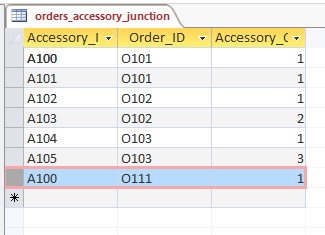 orders_accessory_junction
Accessory_I Order_ID Accessory_Q
A100 O101 1
A101 O101 1
A102 O102 1
A103 O102 2
A104 O103 1
A105 O103 3
A100 O111 1
*